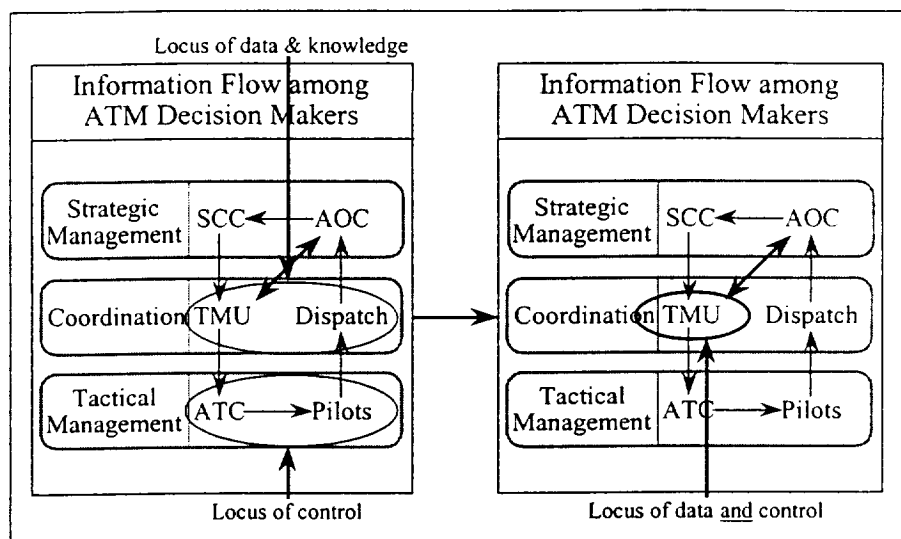 Locus of data & knowledge
Information Flow among
ATM Decision Makers
Strategic
Management
SCC
AOC
Coordination
TMU
Dispatch
Tactical
Management
ATC
Pilots
Locus of control
Information Flow among
ATM Decision Makers
Strategic
Management
SCC
AOC
Coordination
TMU
Dispatch
Tactical
Management
ATC
Pilots
Locus of data and control